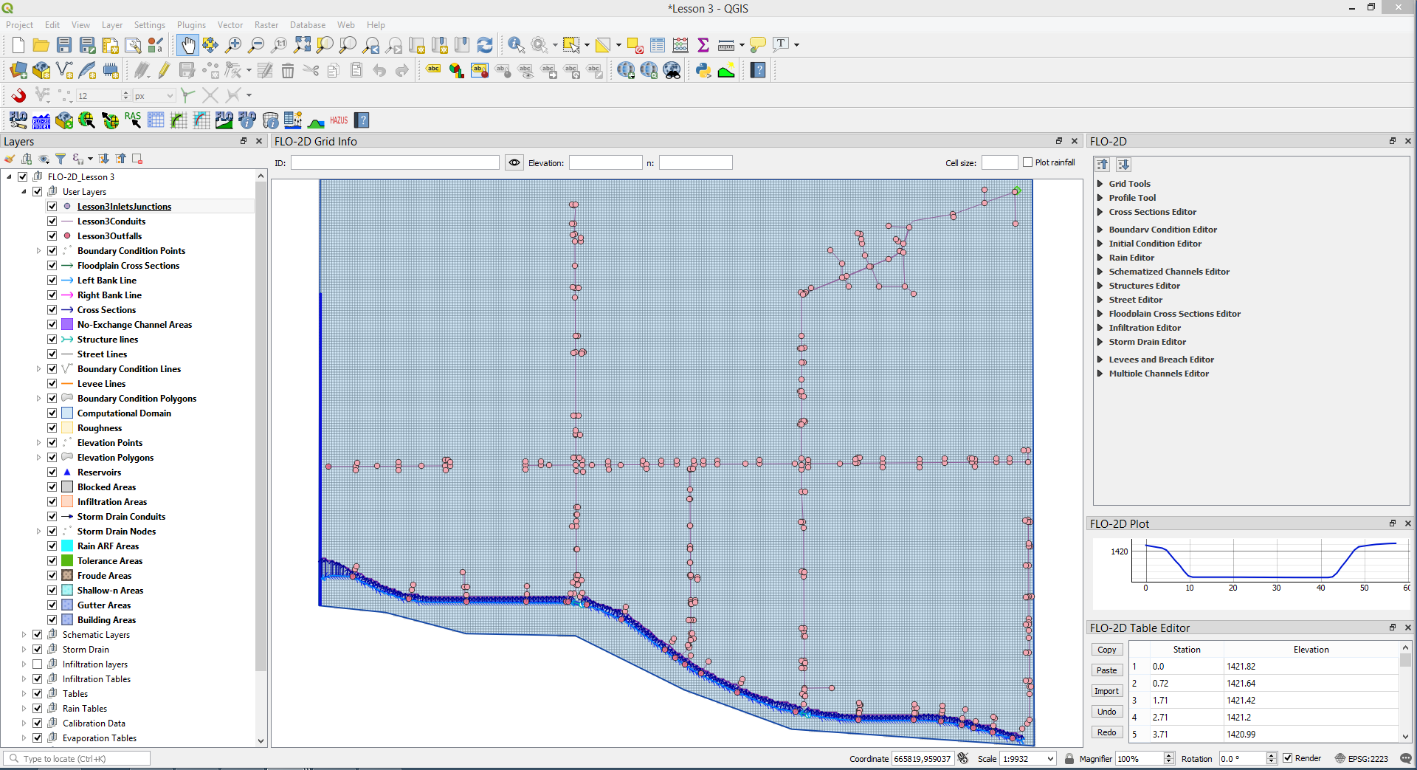 *Lesson 3 - QGIS
Project Edit View Layer Settings Plugins Vector Raster Database Web Help
12 px
RAS HAZUS
Layers
FLO-2D Grid Info
FLO-2D
ID: Elevation: n: Cell size: Plot rainfall
FLO-2D_Lesson 3
User Layers
Lesson3InletsJunctions
Lesson3Conduits
Lesson3Outfalls
Boundary Condition Points
Floodplain Cross Sections
Left Bank Line
Right Bank Line
Cross Sections
No-Exchange Channel Areas
Structure lines
Street Lines
Boundary Condition Lines
Levee Lines
Boundary Condition Polygons
Computational Domain
Roughness
Elevation Points
Elevation Polygons
Reservoirs
Blocked Areas
Infiltration Areas
Storm Drain Conduits
Storm Drain Nodes
Rain ARF Areas
Tolerance Areas
Froude Areas
Shallow-n Areas
Gutter Areas
Building Areas
Schematic Layers
Storm Drain
Infiltration layers
Infiltration Tables
Tables
Rain Tables
Calibration Data
Evaporation Tables
Grid Tools
Profile Tool
Cross Sections Editor
Boundary Condition Editor
Initial Condition Editor
Rain Editor
Schematized Channels Editor
Structures Editor
Street Editor
Floodplain Cross Sections Editor
Infiltration Editor
Storm Drain Editor
Levees and Breach Editor
Multiple Channels Editor
FLO-2D Plot
1420
0 10 20 30 40 50
FLO-2D Table Editor
Copy
Paste
Import
Undo
Redo
Station Elevation
1 0.0 1421.82
2 0.72 1421.64
3 1.71 1421.42
4 2.71 1421.2
5 3.71 1420.99
Type to locate (Ctrl+K)
Coordinate 665819,959037 Scale 1:9932 Magnifier 100% Rotation 0.0 ° Render EPSG:2223